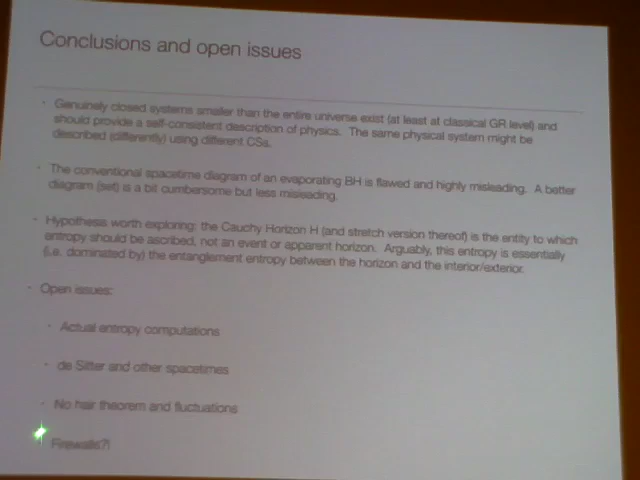 Conclusions and open issues
· Genuinely closed systems smaller than the entire universe exist (at least at classical GR level) and
should provide a self-consistent description of physics. The same physical system might be
described (differently) using different CSs.
· The conventional spacetime diagram of an evaporating BH is flawed and highly misleading. A better
diagram (set) is a bit cumbersome but less misleading.
· Hypothesis worth exploring: the Cauchy Horizon H (and stretch version thereof) is the entity to which
entropy should be ascribed, not an event or apparent horizon. Arguably, this entropy is essentially
(i.e. dominated by) the entanglement entropy between the horizon and the interior/exterior.
· Open issues:
· Actual entropy computations
· de Sitter and other spacetimes
· No hair theorem and fluctuations
Firewalls?!